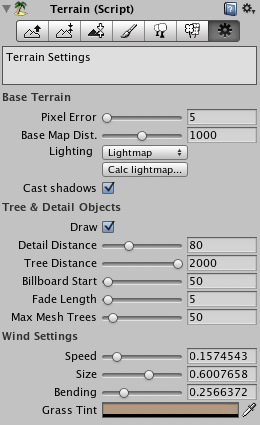 Terrain (Script)
Terrain Settings
Base Terrain
Pixel Error 5
Base Map Dist. 1000
Lighting Lightmap
Calc lightmap...
Cast shadows
Tree & Detail Objects
Draw
Detail Distance 80
Tree Distance 2000
Billboard Start 50
Fade Length 5
Max Mesh Trees 50
Wind Settings
Speed 0.1574543
Size 0.6007658
Bending 0.2566372
Grass Tint